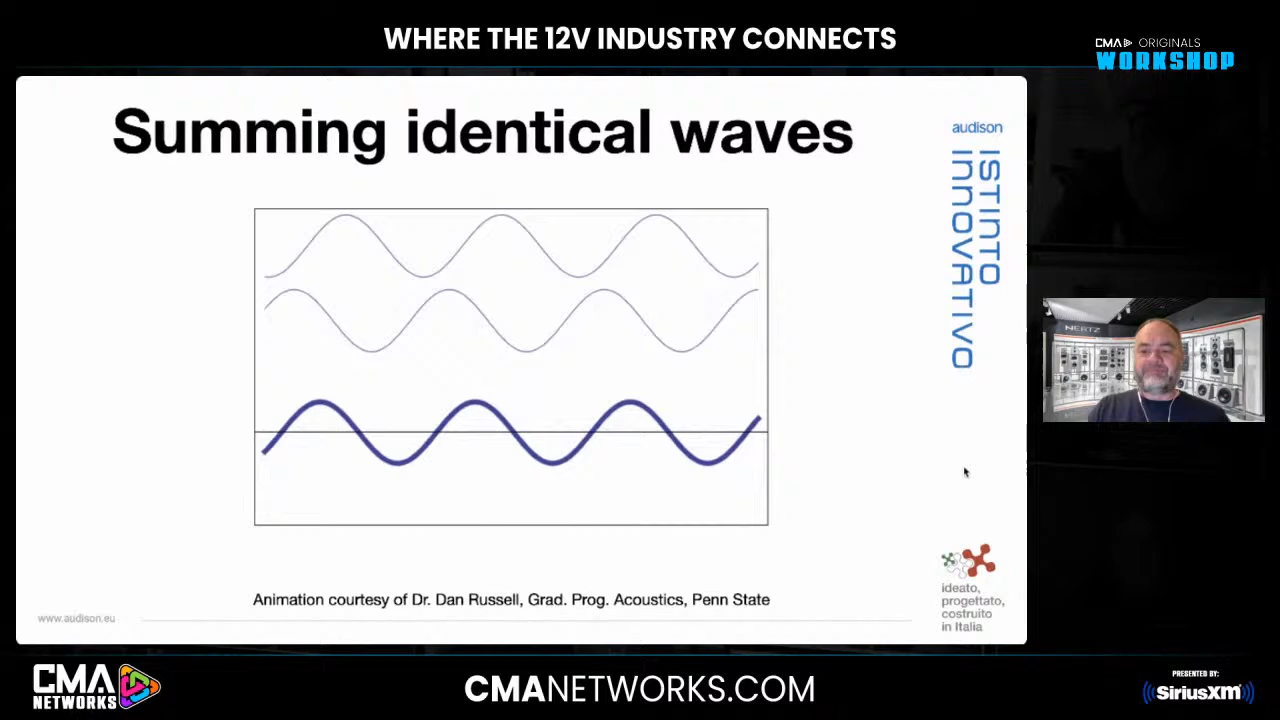 WHERE THE 12V INDUSTRY CONNECTS
CMA ORIGINALS
WORKSHOP
Summing identical waves
audison
ISTINTO
INNOVATIVO
HERTZ
Animation courtesy of Dr. Dan Russell, Grad. Prog. Acoustics, Penn State
ideato,
progettato,
costruito
in Italia
www.audison.eu
CMA
NETWORKS
CMANETWORKS.COM
PRESENTED BY:
SiriusXM